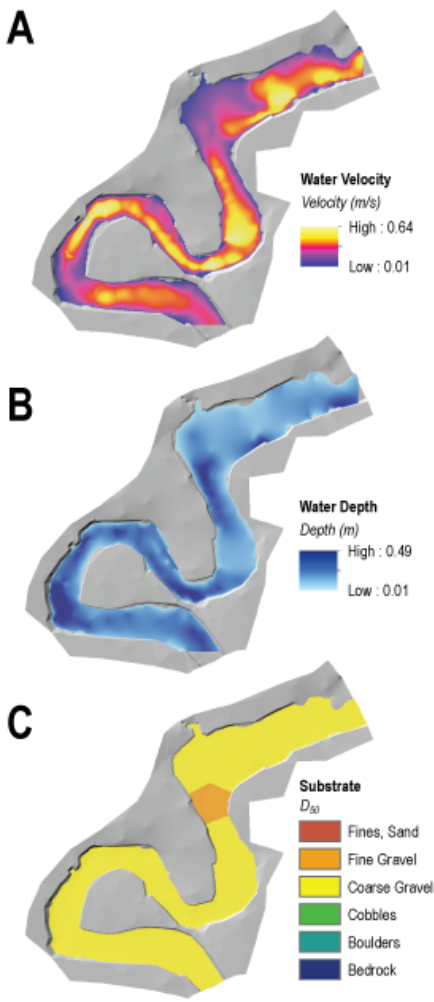 A
Water Velocity
Velocity (m/s)
High : 0.64
Low : 0.01
B
Water Depth
Depth (m)
High : 0.49
Low : 0.01
C
Substrate
D50
Fines, Sand
Fine Gravel
Coarse Gravel
Cobbles
Boulders
Bedrock